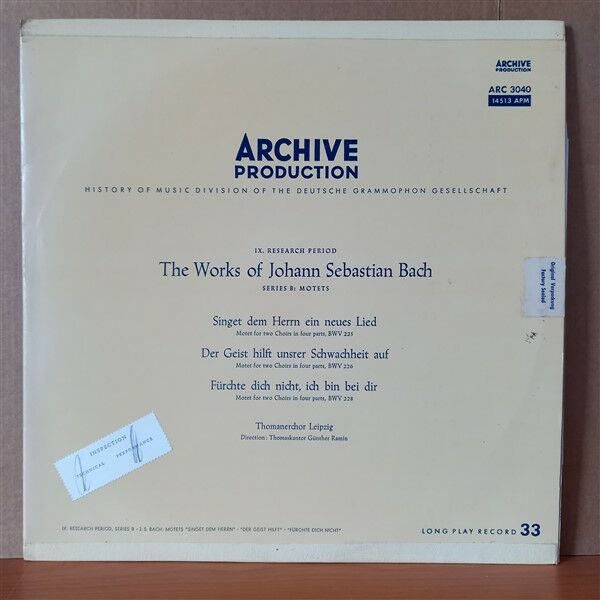 ARCHIVE
PRODUCTION
ARC 3040
14513 APM
ARCHIVE
PRODUCTION
HISTORY OF MUSIC DIVISION OF THE DEUTSCHE GRAMMOPHON GESELLSCHAFT
IX. RESEARCH PERIOD
The Works of Johann Sebastian Bach
SERIES B: MOTETS
Original Verpackung
Factory Sealed
Singet dem Herrn ein neues Lied
Motet for two Choirs in four parts, BWV 225
Der Geist hilft unsrer Schwachheit auf
Motet for two Choirs in four parts, BWV 226
Fürchte dich nicht, ich bin bei dir
Motet for two Choirs in four parts, BWV 228
Thomanerchor Leipzig
Direction: Thomaskantor Günther Ramin
INSPECTION
TECHNICAL PERFORMANCE
IX. RESEARCH PERIOD, SERIES B · J. S. BACH: MOTETS "SINGET DEM HERRN" · "DER GEIST HILFT" · "FÜRCHTE DICH NICHT"
LONG PLAY RECORD 33